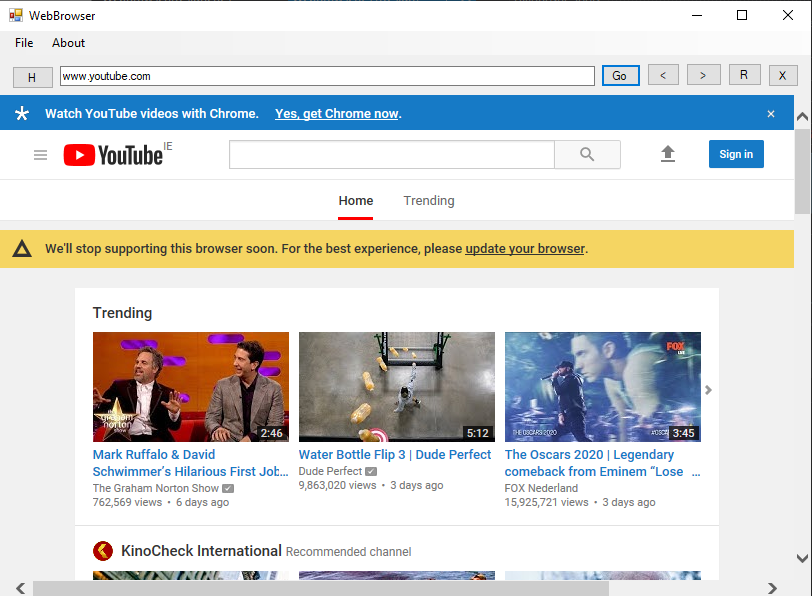 WebBrowser
File About
H www.youtube.com Go < > R X
Watch YouTube videos with Chrome. Yes, get Chrome now. ×
YouTube IE Sign in
Home Trending
We'll stop supporting this browser soon. For the best experience, please update your browser.
Trending
the graham norton show 2:46
5:12
FOX LIVE
THE OSCARS 2020 3:45
Mark Ruffalo & David
Schwimmer's Hilarious First Job...
The Graham Norton Show
762,569 views • 6 days ago
Water Bottle Flip 3 | Dude Perfect
Dude Perfect
9,863,020 views • 3 days ago
The Oscars 2020 | Legendary
comeback from Eminem “Lose ...
FOX Nederland
15,925,721 views • 3 days ago
KinoCheck International Recommended channel